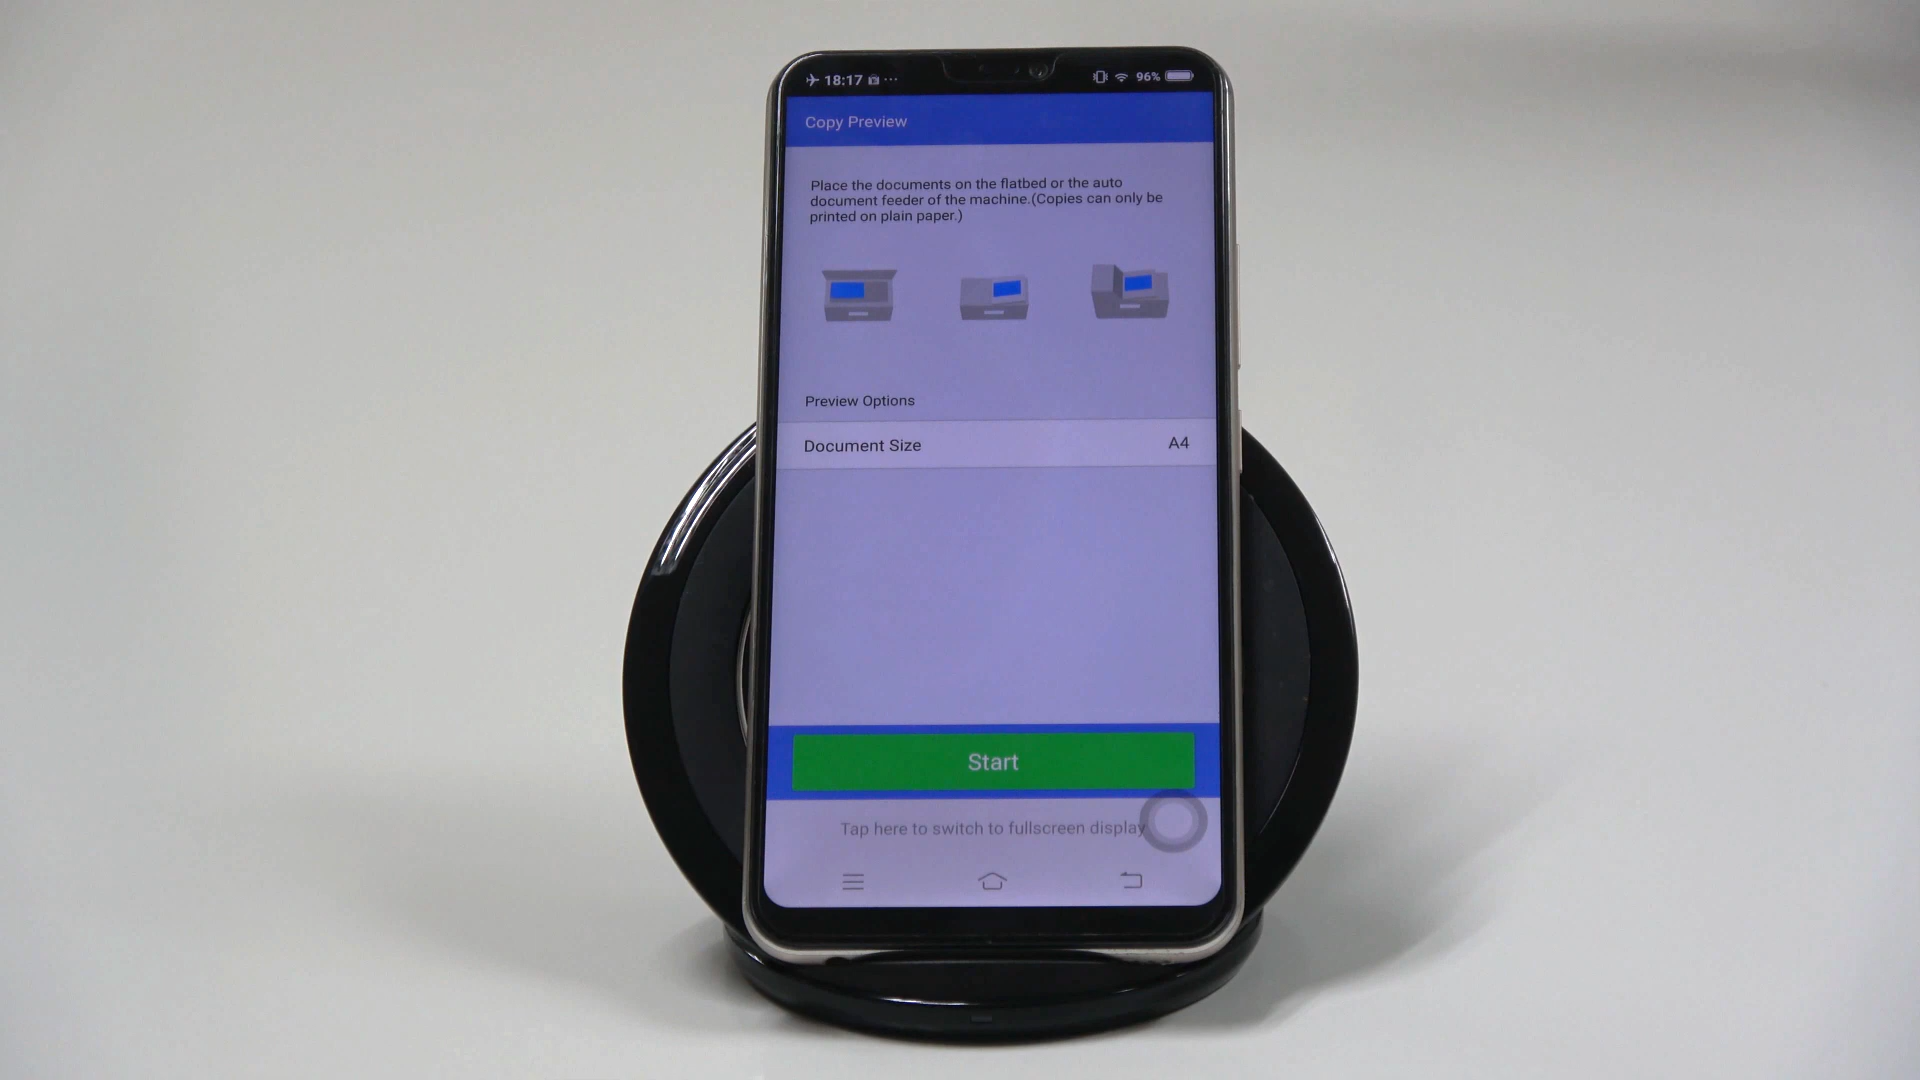 18:17 ... 96%
Copy Preview
Place the documents on the flatbed or the auto
document feeder of the machine.(Copies can only be
printed on plain paper.)
Preview Options
Document Size A4
Start
Tap here to switch to fullscreen display